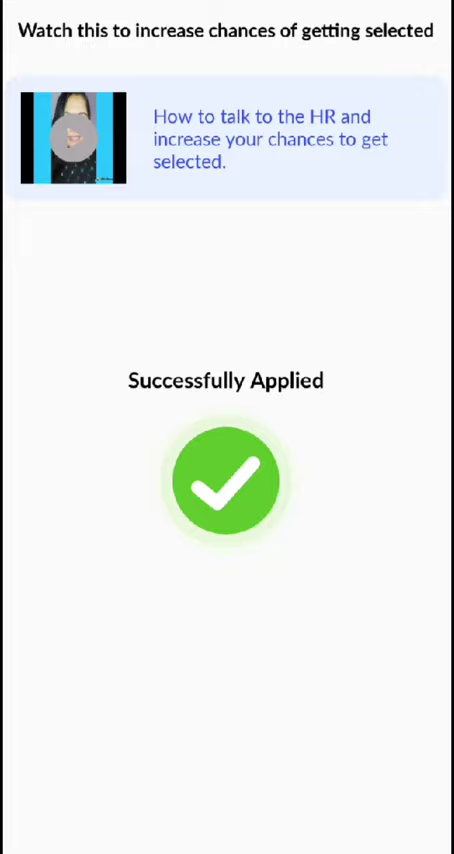 Watch this to increase chances of getting selected
How to talk to the HR and
increase your chances to get
selected.
Successfully Applied